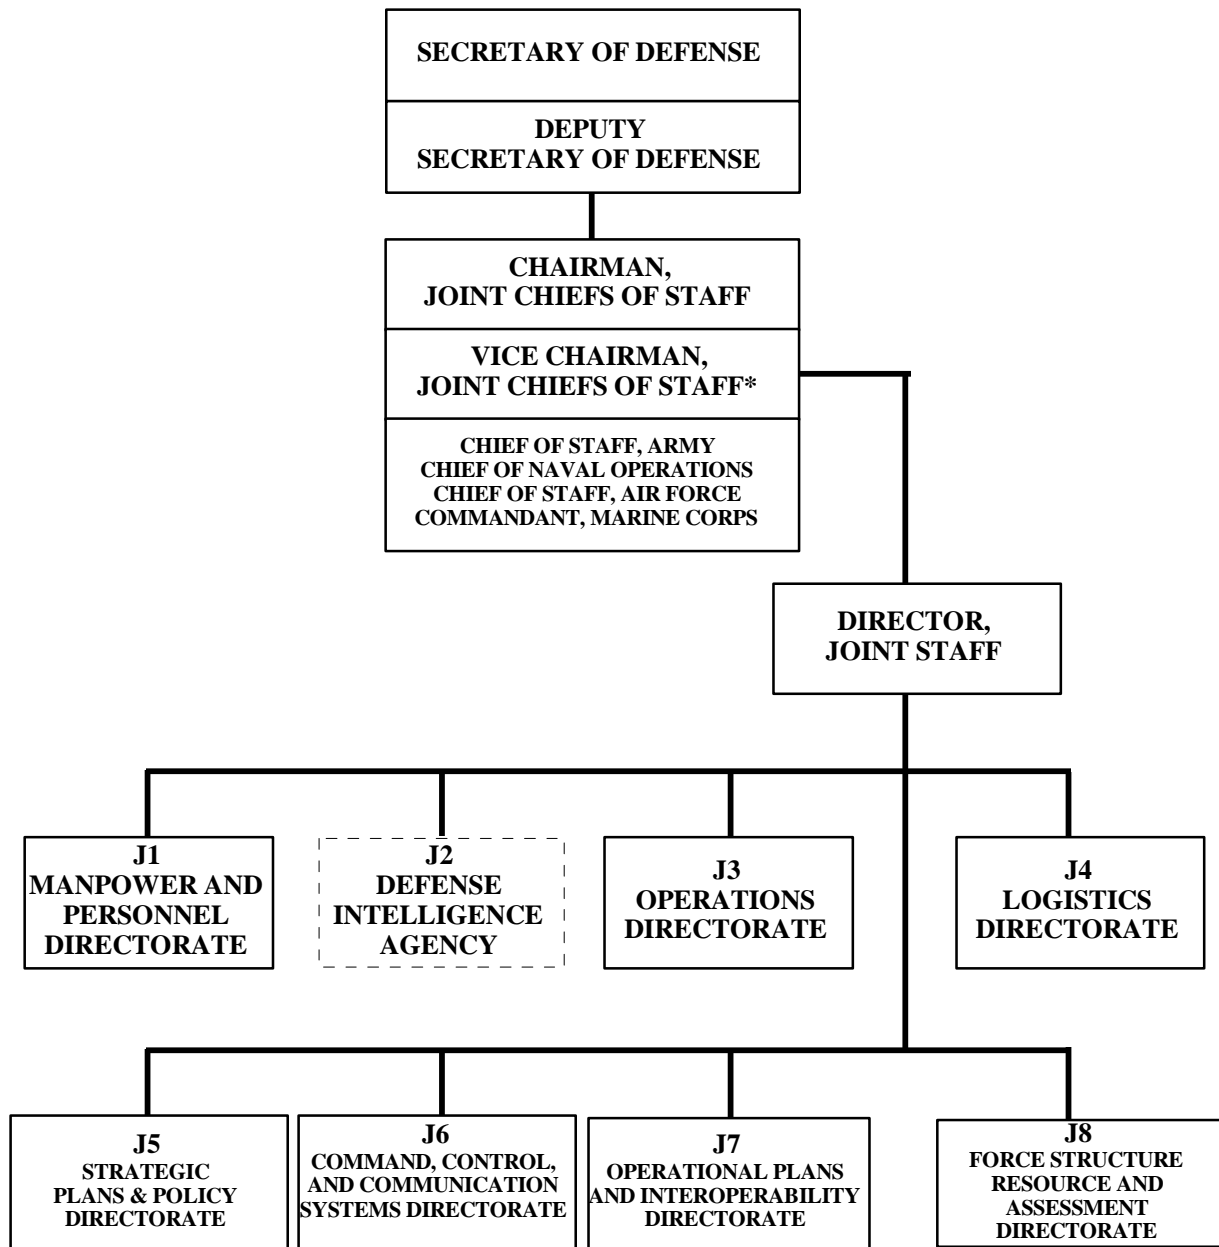 SECRETARY OF DEFENSE
DEPUTY
SECRETARY OF DEFENSE
CHAIRMAN,
JOINT CHIEFS OF STAFF
VICE CHAIRMAN,
JOINT CHIEFS OF STAFF*
CHIEF OF STAFF, ARMY
CHIEF OF NAVAL OPERATIONS
CHIEF OF STAFF, AIR FORCE
COMMANDANT, MARINE CORPS
DIRECTOR,
JOINT STAFF
J1
MANPOWER AND
PERSONNEL
DIRECTORATE
J2
DEFENSE
INTELLIGENCE
AGENCY
J3
OPERATIONS
DIRECTORATE
J4
LOGISTICS
DIRECTORATE
J5
STRATEGIC
PLANS & POLICY
DIRECTORATE
J6
COMMAND, CONTROL,
AND COMMUNICATION
SYSTEMS DIRECTORATE
J7
OPERATIONAL PLANS
AND INTEROPERABILITY
DIRECTORATE
J8
FORCE STRUCTURE
RESOURCE AND
ASSESSMENT
DIRECTORATE